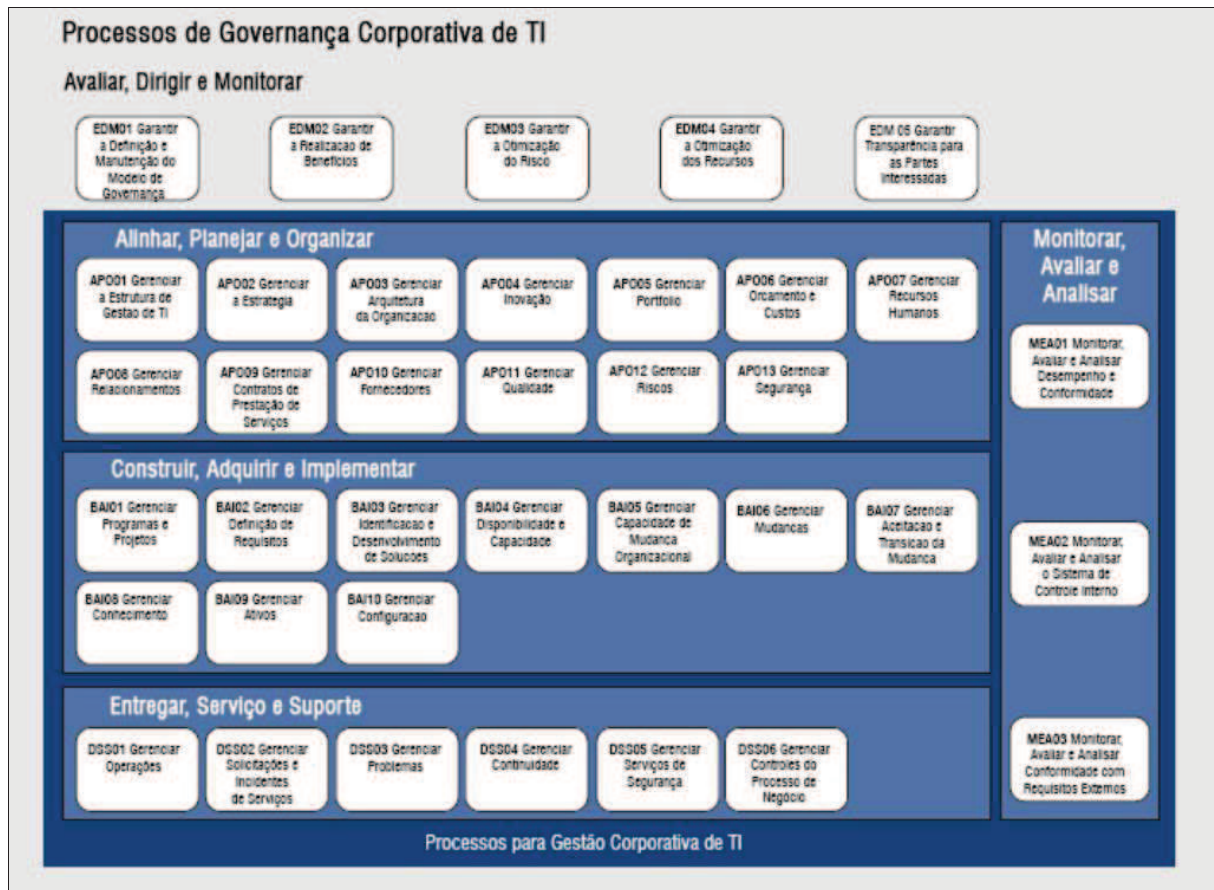 Processos de Governança Corporativa de TI
Avaliar, Dirigir e Monitorar
EDM01 Garantir
a Definição e
Manutenção do
Modelo de
Governança
EDM02 Garantir
a Realizacao de
Beneficios
EDM03 Garantir
a Otimização
do Risco
EDM04 Garantir
a Otimização
dos Recursos
EDM 05 Garantir
Transparência para
as Partes
Interessadas
Alinhar, Planejar e Organizar
APO01 Gerenciar
a Estrutura de
Gestao de TI
APO02 Gerenciar
a Estrategia
APO03 Gerenciar
Arquitetura
da Organizacao
APO04 Gerenciar
Inovação
APO05 Gerenciar
Portfolio
APO06 Gerenciar
Orcamento e
Custos
APO07 Gerenciar
Recursos
Humanos
APO08 Gerenciar
Relacionamentos
APO09 Gerenciar
Contratos de
Prestação de
Serviços
APO10 Gerenciar
Fornecedores
APO11 Gerenciar
Qualidade
APO12 Gerenciar
Riscos
APO13 Gerenciar
Segurança
Construir, Adquirir e Implementar
BAI01 Gerenciar
Programas e
Projetos
BAI02 Gerenciar
Definição de
Requisitos
BAI03 Gerenciar
Identificacao e
Desenvolvimento
de Solucoes
BAI04 Gerenciar
Disponibilidade e
Capacidade
BAI05 Gerenciar
Capacidade de
Mudanca
Organizacional
BAI06 Gerenciar
Mudancas
BAI07 Gerenciar
Aceitacao e
Transicao da
Mudanca
BAI08 Gerenciar
Conhecimento
BAI09 Gerenciar
Ativos
BAI10 Gerenciar
Configuracao
Entregar, Serviço e Suporte
DSS01 Gerenciar
Operações
DSS02 Gerenciar
Solicitações e
Incidentes
de Serviços
DSS03 Gerenciar
Problemas
DSS04 Gerenciar
Continuidade
DSS05 Gerenciar
Serviços de
Segurança
DSS06 Gerenciar
Controles do
Processo de
Negócio
Monitorar,
Avaliar e
Analisar
MEA01 Monitorar,
Avaliar e Analisar
Desempenho e
Conformidade
MEA02 Monitorar,
Avaliar e Analisar
o Sistema de
Controle Interno
MEA03 Monitorar,
Avaliar e Analisar
Conformidade com
Requisitos Externos
Processos para Gestão Corporativa de TI